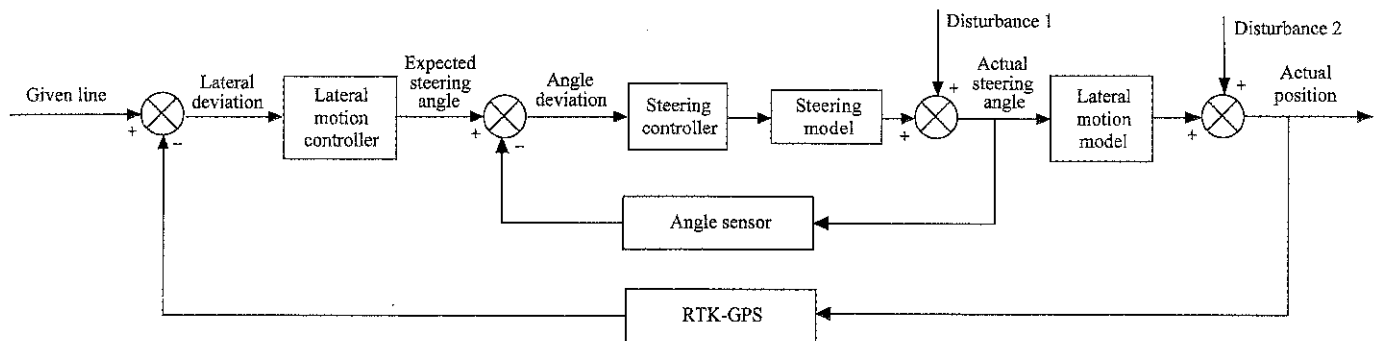 Disturbance 1
Disturbance 2
Given line
Lateral
deviation
Lateral
motion
controller
Expected
steering
angle
Angle
deviation
Steering
controller
Steering
model
Actual
steering
angle
Lateral
motion
model
Actual
position
+
−
+
−
+
+
+
+
Angle sensor
RTK-GPS